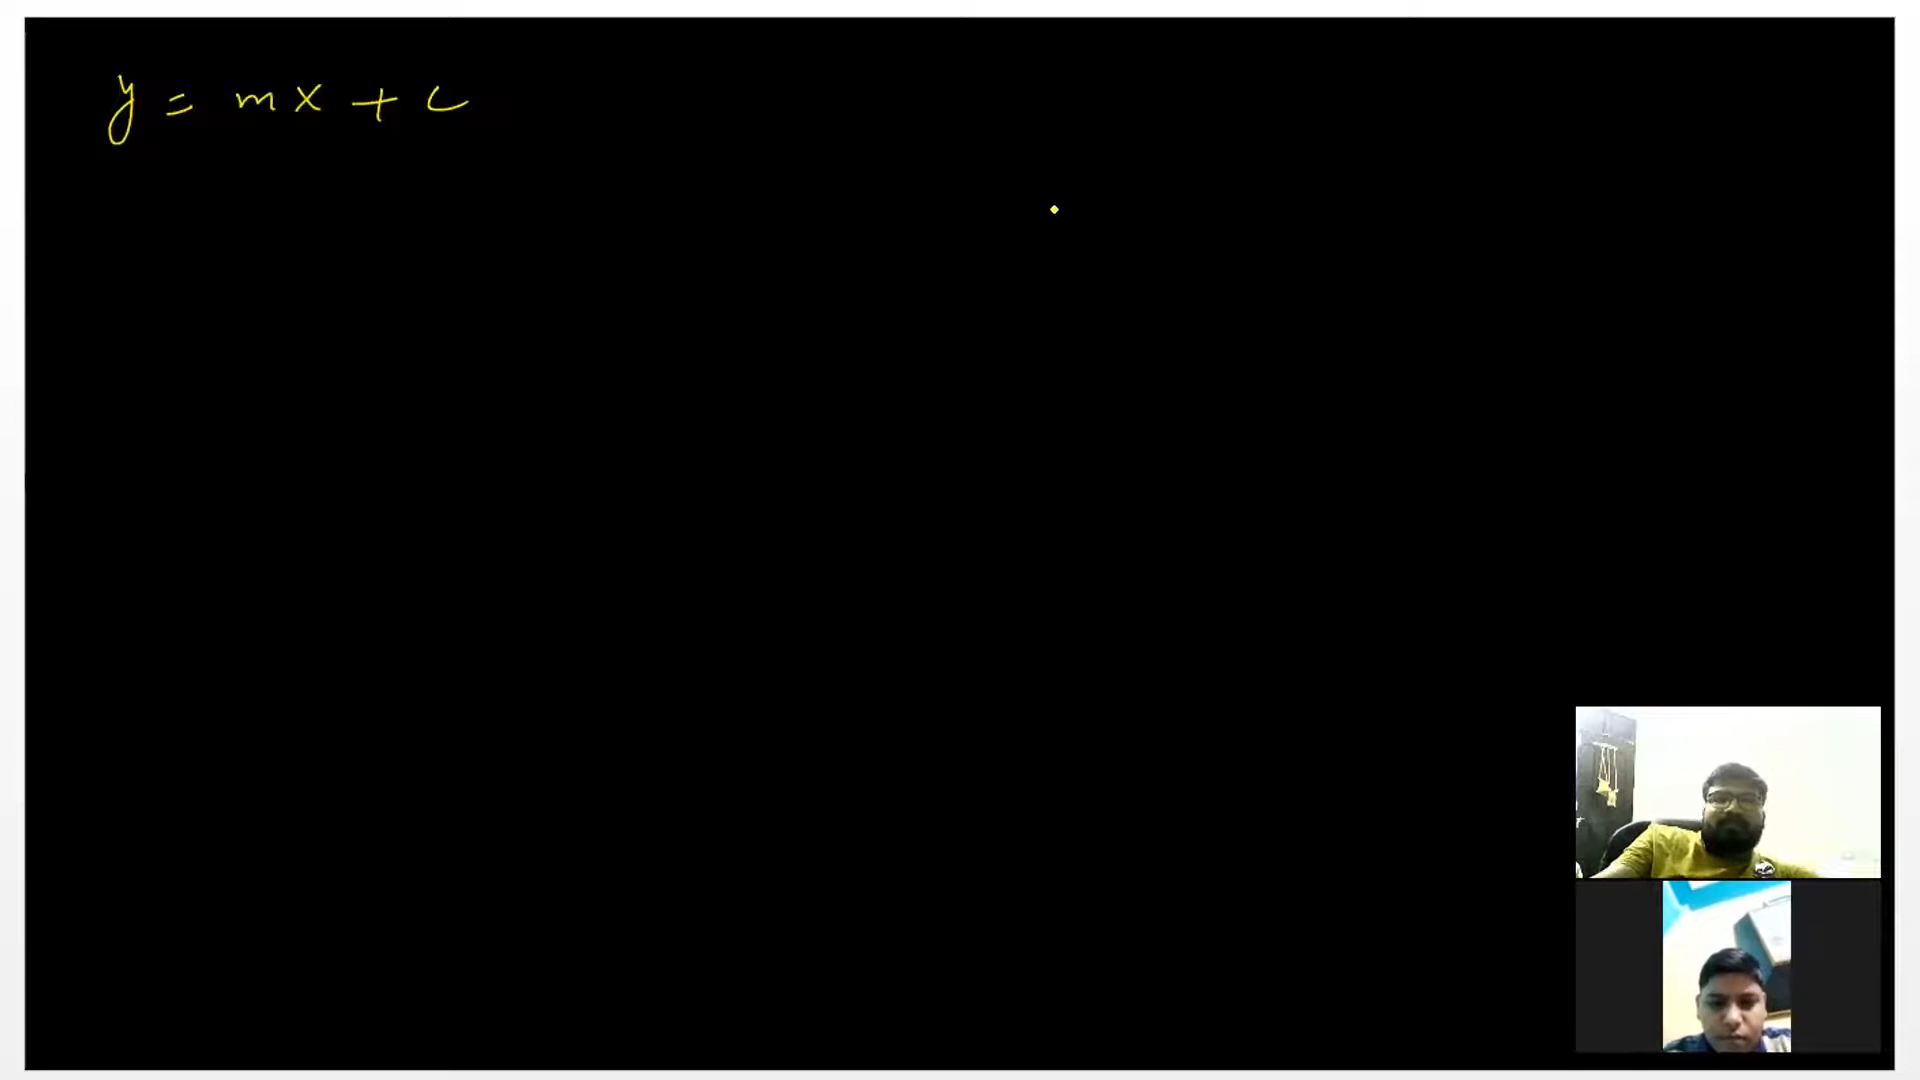 y = mx + c